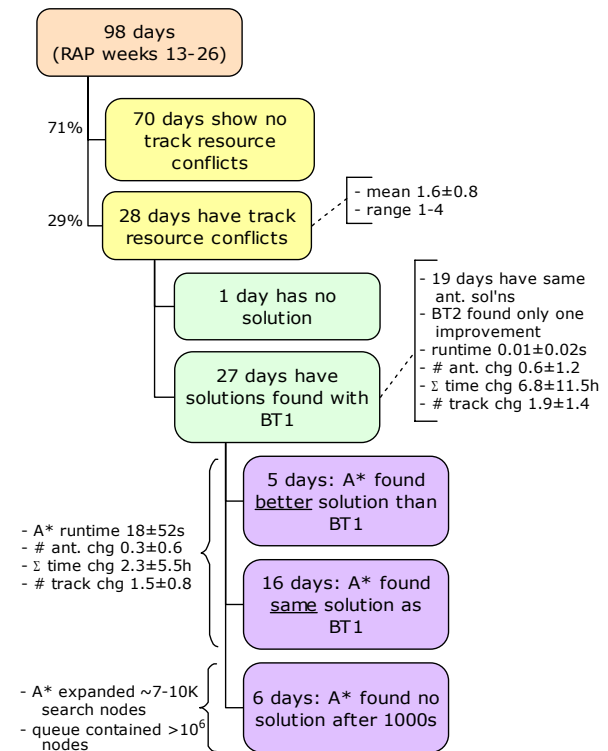 98 days
(RAP weeks 13-26)
71%
70 days show no
track resource
conflicts
29%
28 days have track
resource conflicts
- mean 1.6±0.8
- range 1-4
1 day has no
solution
27 days have
solutions found with
BT1
- 19 days have same
ant. sol'ns
- BT2 found only one
improvement
- runtime 0.01±0.02s
- # ant. chg 0.6±1.2
- Σ time chg 6.8±11.5h
- # track chg 1.9±1.4
5 days: A* found
better solution than
BT1
16 days: A* found
same solution as
BT1
- A* runtime 18±52s
- # ant. chg 0.3±0.6
- Σ time chg 2.3±5.5h
- # track chg 1.5±0.8
6 days: A* found no
solution after 1000s
- A* expanded ~7-10K
search nodes
- queue contained >10⁶
nodes